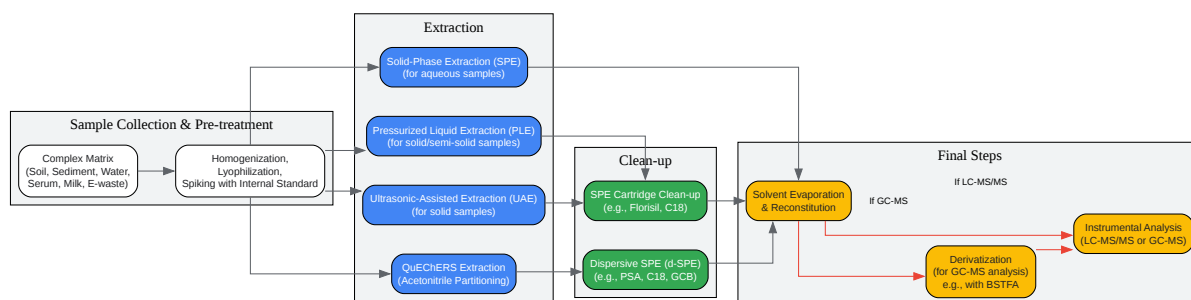 Extraction
Solid-Phase Extraction (SPE)
(for aqueous samples)
Sample Collection & Pre-treatment
Complex Matrix
(Soil, Sediment, Water,
Serum, Milk, E-waste)
Homogenization,
Lyophilization,
Spiking with Internal Standard
Pressurized Liquid Extraction (PLE)
(for solid/semi-solid samples)
Ultrasonic-Assisted Extraction (UAE)
(for solid samples)
QuEChERS Extraction
(Acetonitrile Partitioning)
Clean-up
SPE Cartridge Clean-up
(e.g., Florisil, C18)
Dispersive SPE (d-SPE)
(e.g., PSA, C18, GCB)
Final Steps
Solvent Evaporation
& Reconstitution
If LC-MS/MS
If GC-MS
Derivatization
(for GC-MS analysis)
e.g., with BSTFA
Instrumental Analysis
(LC-MS/MS or GC-MS)